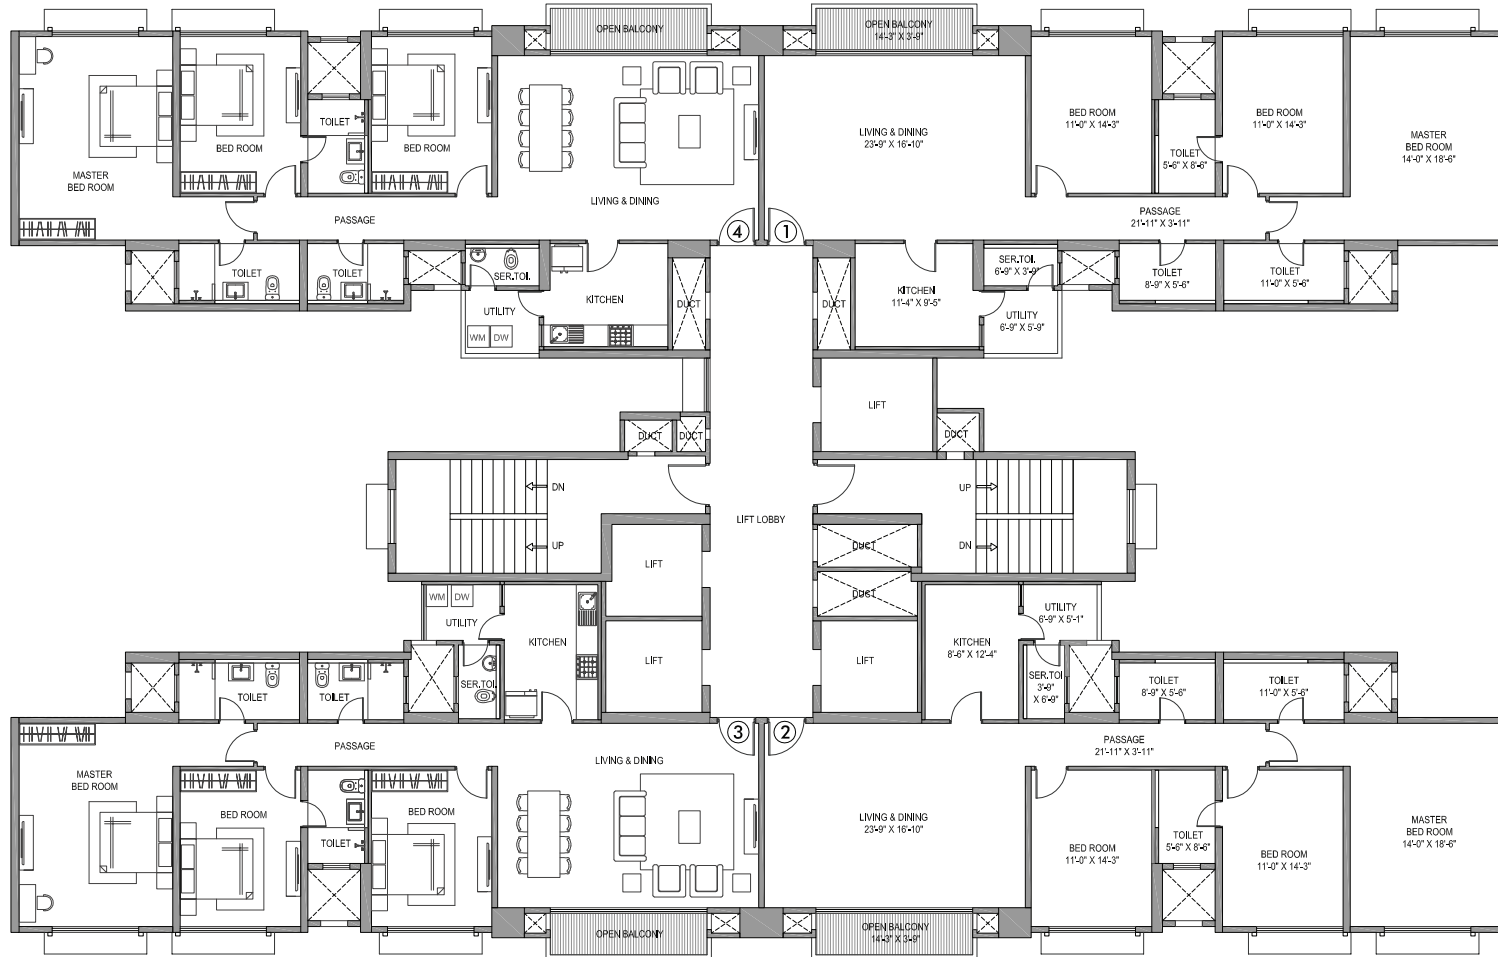 OPEN BALCONY
OPEN BALCONY
14'-3" X 3'-9"
MASTER
BED ROOM
BED ROOM
TOILET
BED ROOM
LIVING & DINING
LIVING & DINING
23'-9" X 16'-10"
BED ROOM
11'-0" X 14'-3"
TOILET
5'-6" X 8'-6"
BED ROOM
11'-0" X 14'-3"
MASTER
BED ROOM
14'-0" X 18'-6"
PASSAGE
PASSAGE
21'-11" X 3'-11"
4
1
TOILET
TOILET
SER.TOI.
KITCHEN
UTILITY
WM
DW
DUCT
DUCT
KITCHEN
11'-4" X 9'-5"
SER.TOI.
6'-9" X 3'-9"
UTILITY
6'-9" X 5'-9"
TOILET
8'-9" X 5'-6"
TOILET
11'-0" X 5'-6"
LIFT
DUCT
DUCT
DUCT
DN
UP
UP
DN
LIFT LOBBY
LIFT
DUCT
DUCT
WM
DW
UTILITY
KITCHEN
LIFT
LIFT
KITCHEN
8'-6" X 12'-4"
UTILITY
6'-9" X 5'-1"
SER.TOI.
SER.TOI
3'-9"
X 6'-9"
TOILET
TOILET
TOILET
8'-9" X 5'-6"
TOILET
11'-0" X 5'-6"
3
2
PASSAGE
PASSAGE
21'-11" X 3'-11"
MASTER
BED ROOM
BED ROOM
TOILET
BED ROOM
LIVING & DINING
LIVING & DINING
23'-9" X 16'-10"
BED ROOM
11'-0" X 14'-3"
TOILET
5'-6" X 8'-6"
BED ROOM
11'-0" X 14'-3"
MASTER
BED ROOM
14'-0" X 18'-6"
OPEN BALCONY
OPEN BALCONY
14'-3" X 3'-9"